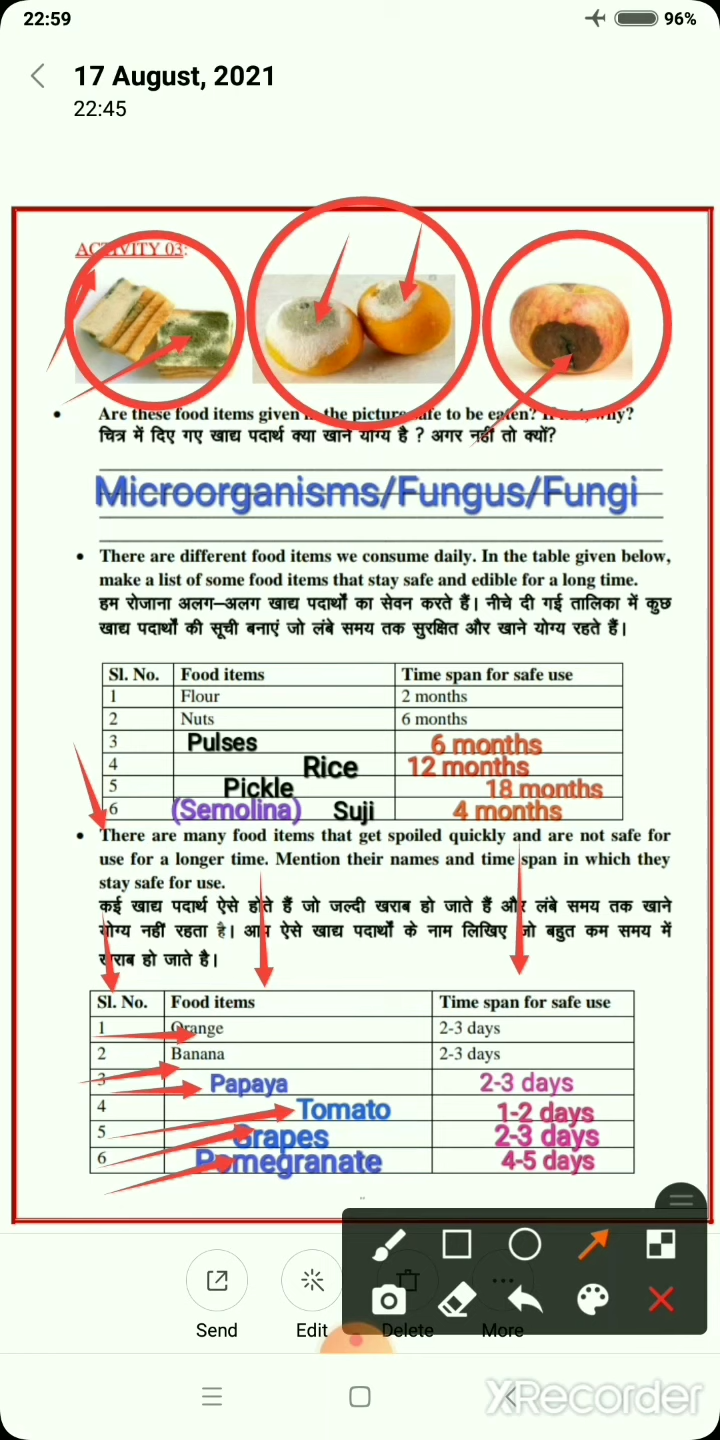 22:59
96%
17 August, 2021
22:45
ACTIVITY 03:
Are these food items given in the picture safe to be eaten? If not, why?
चित्र में दिए गए खाद्य पदार्थ क्या खाने योग्य है ? अगर नहीं तो क्यों?
Microorganisms/Fungus/Fungi
There are different food items we consume daily. In the table given below,
make a list of some food items that stay safe and edible for a long time.
हम रोजाना अलग–अलग खाद्य पदार्थों का सेवन करते हैं। नीचे दी गई तालिका में कुछ
खाद्य पदार्थों की सूची बनाएं जो लंबे समय तक सुरक्षित और खाने योग्य रहते हैं।
Sl. No. Food items Time span for safe use
1 Flour 2 months
2 Nuts 6 months
3 Pulses 6 months
4 Rice 12 months
5 Pickle 18 months
6 (Semolina) Suji 4 months
There are many food items that get spoiled quickly and are not safe for
use for a longer time. Mention their names and time span in which they
stay safe for use.
कई खाद्य पदार्थ ऐसे होते हैं जो जल्दी खराब हो जाते हैं और लंबे समय तक खाने
योग्य नहीं रहता है। आप ऐसे खाद्य पदार्थों के नाम लिखिए जो बहुत कम समय में
खराब हो जाते है।
Sl. No. Food items Time span for safe use
1 Orange 2-3 days
2 Banana 2-3 days
3 Papaya 2-3 days
4 Tomato 1-2 days
5 Grapes 2-3 days
6 Pomegranate 4-5 days
Send Edit Delete More
XRecorder